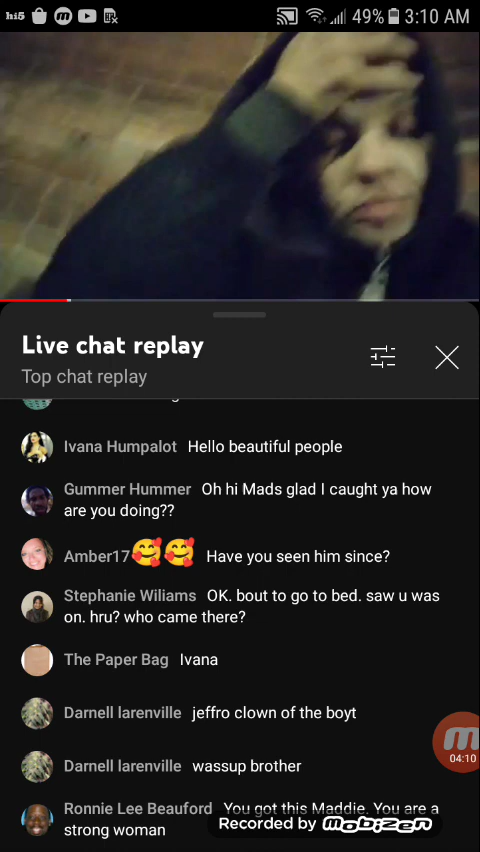 hi5 49% 3:10 AM
Live chat replay
Top chat replay
Ivana Humpalot Hello beautiful people
Gummer Hummer Oh hi Mads glad I caught ya how
are you doing??
Amber17🥰🥰 Have you seen him since?
Stephanie Wiliams OK. bout to go to bed. saw u was
on. hru? who came there?
The Paper Bag Ivana
Darnell larenville jeffro clown of the boyt
04:10
Darnell larenville wassup brother
Ronnie Lee Beauford You got this Maddie. You are a
strong woman
Recorded by mobizen